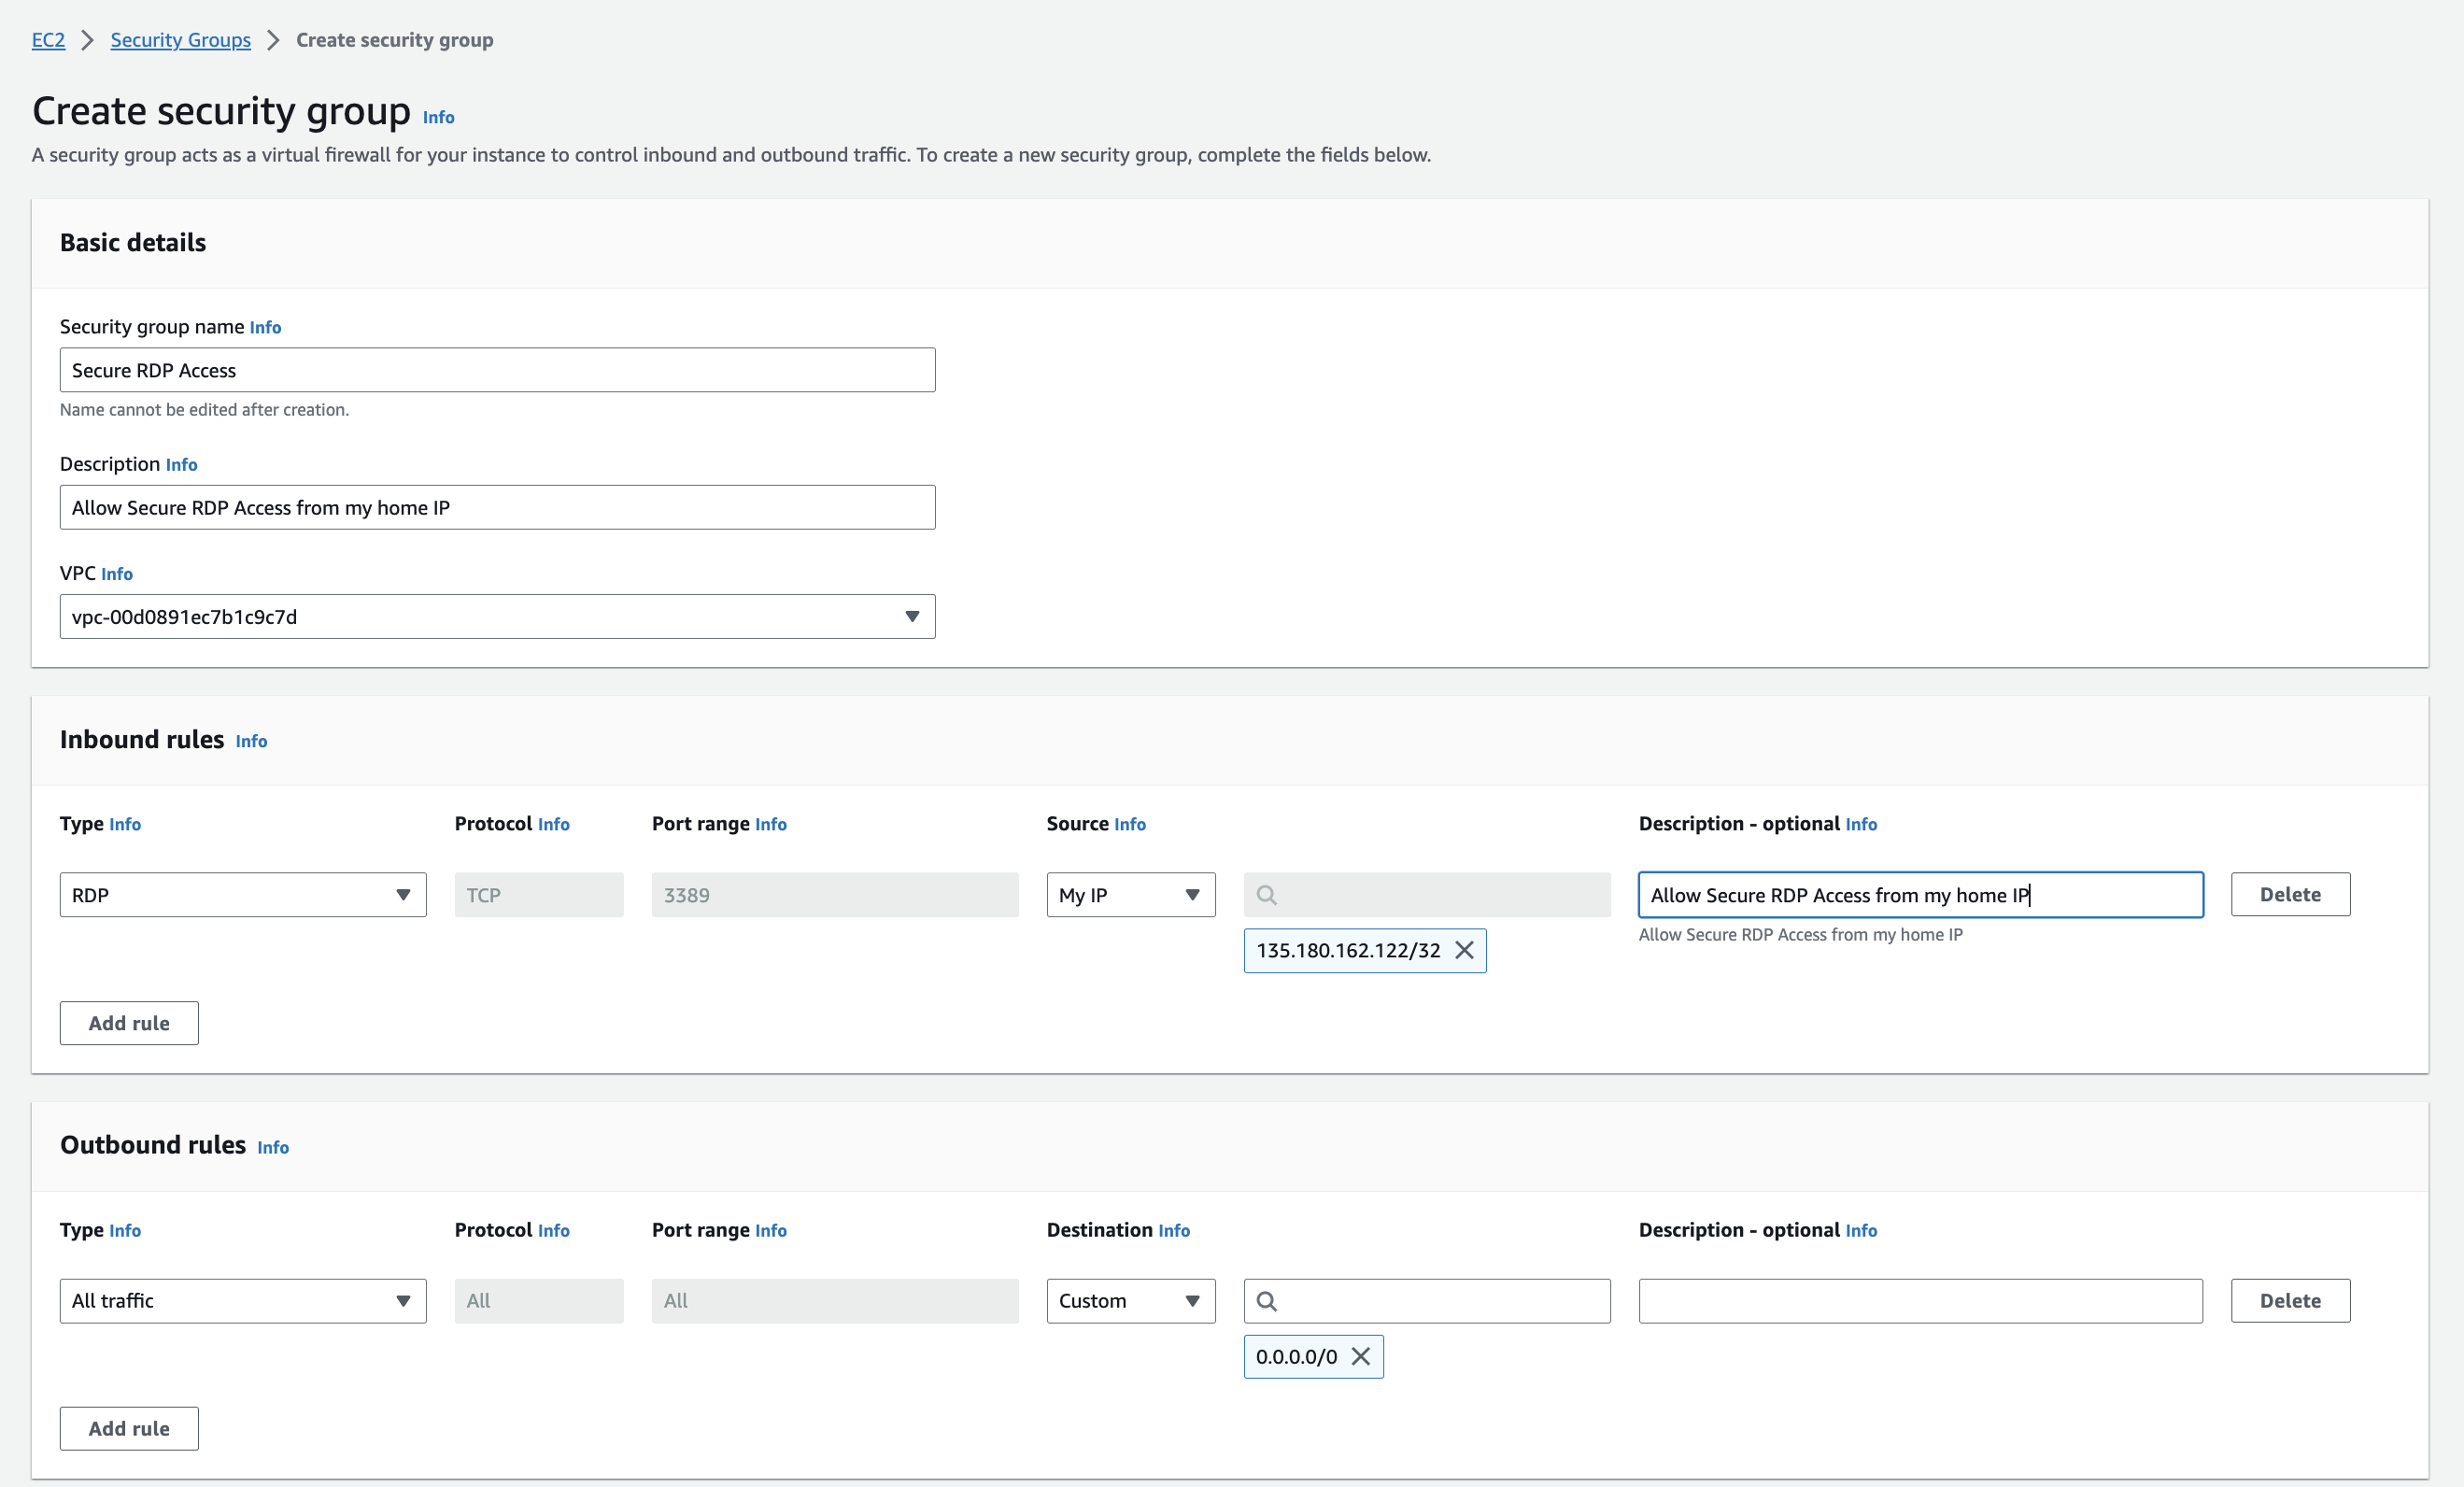 EC2 > Security Groups > Create security group
Create security group Info
A security group acts as a virtual firewall for your instance to control inbound and outbound traffic. To create a new security group, complete the fields below.
Basic details
Security group name Info
Secure RDP Access
Name cannot be edited after creation.
Description Info
Allow Secure RDP Access from my home IP
VPC Info
vpc-00d0891ec7b1c9c7d
Inbound rules Info
Type Info Protocol Info Port range Info Source Info Description - optional Info
RDP TCP 3389 My IP Allow Secure RDP Access from my home IP Delete
135.180.162.122/32 Allow Secure RDP Access from my home IP
Add rule
Outbound rules Info
Type Info Protocol Info Port range Info Destination Info Description - optional Info
All traffic All All Custom Delete
0.0.0.0/0
Add rule